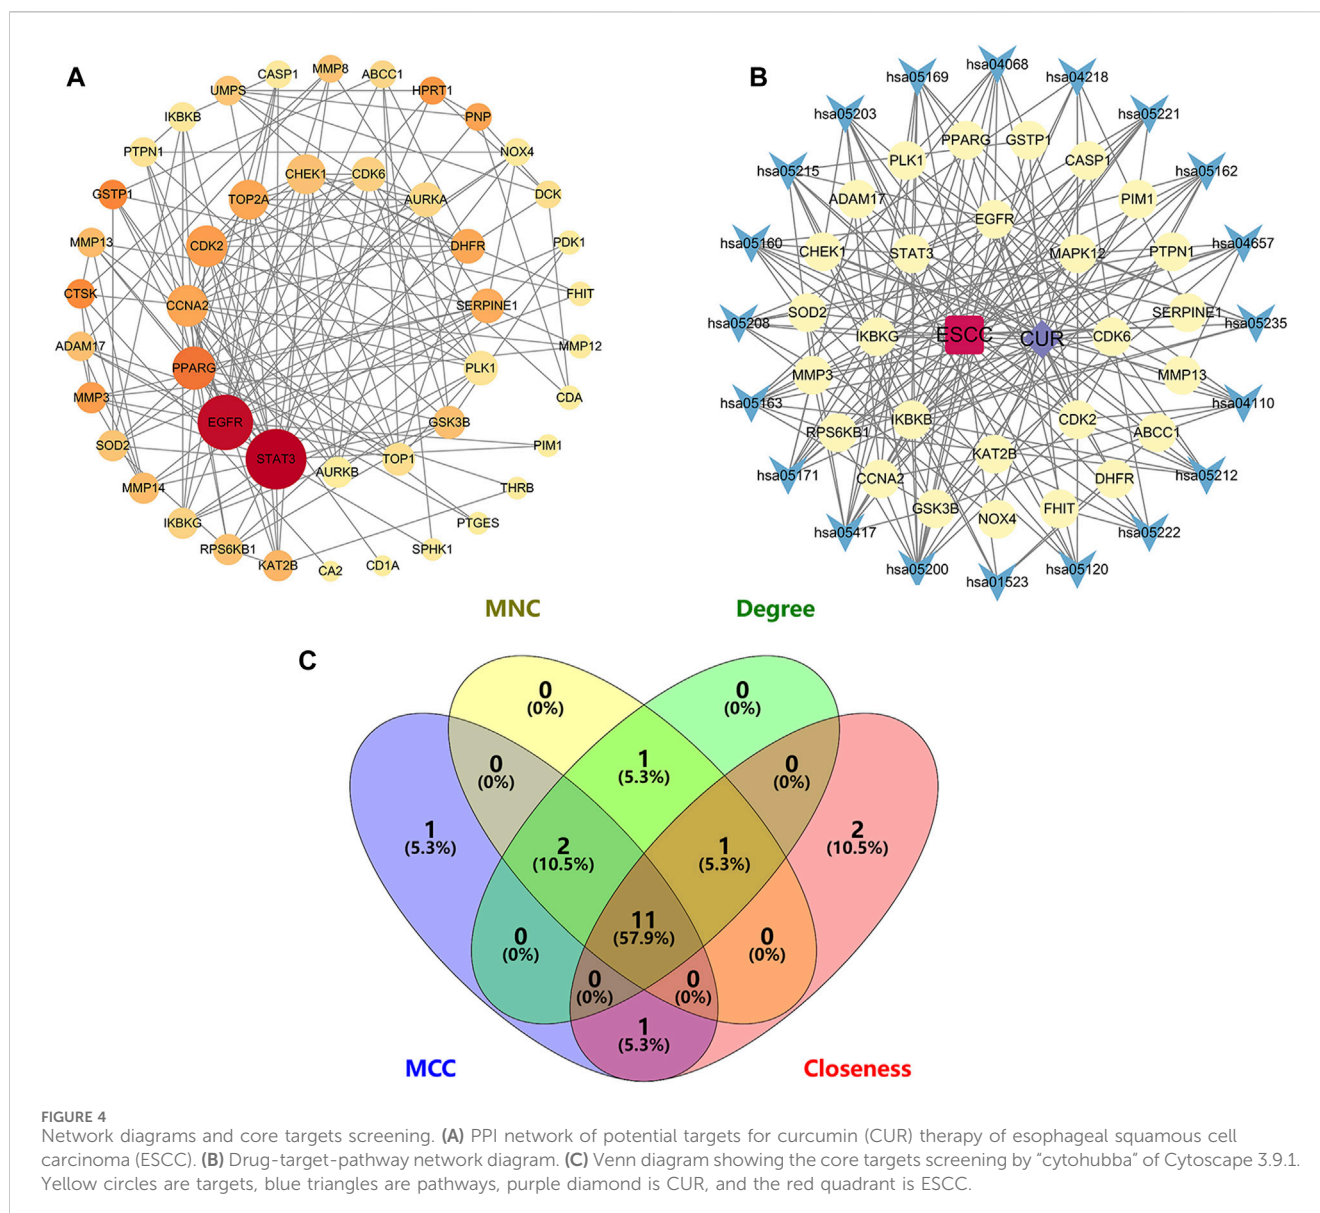 A
CASP1
MMP8
ABCC1
UMPS
HPRT1
IKBKB
PNP
PTPN1
NOX4
CHEK1
CDK6
GSTP1
TOP2A
AURKA
DCK
MMP13
CDK2
DHFR
PDK1
CTSK
CCNA2
SERPINE1
FHIT
ADAM17
PPARG
PLK1
MMP12
MMP3
EGFR
GSK3B
CDA
SOD2
STAT3
AURKB
TOP1
PIM1
MMP14
THRB
IKBKG
PTGES
RPS6KB1
SPHK1
KAT2B
CA2
CD1A
B
hsa05169
hsa04068
hsa04218
hsa05203
hsa05221
PPARG
GSTP1
PLK1
CASP1
hsa05215
hsa05162
ADAM17
PIM1
EGFR
hsa05160
CHEK1
STAT3
MAPK12
PTPN1
hsa04657
SOD2
SERPINE1
hsa05208
IKBKG
ESCC
CUR
CDK6
hsa05235
MMP3
MMP13
hsa05163
hsa04110
RPS6KB1
IKBKB
CDK2
ABCC1
KAT2B
hsa05171
CCNA2
DHFR
hsa05212
GSK3B
NOX4
FHIT
hsa05417
hsa05222
hsa05200
hsa01523
hsa05120
C
MNC
Degree
0
(0%)
0
(0%)
0
(0%)
1
(5.3%)
0
(0%)
1
(5.3%)
2
(10.5%)
1
(5.3%)
2
(10.5%)
0
(0%)
11
(57.9%)
0
(0%)
0
(0%)
0
(0%)
1
(5.3%)
MCC
Closeness
FIGURE 4
Network diagrams and core targets screening. (A) PPI network of potential targets for curcumin (CUR) therapy of esophageal squamous cell
carcinoma (ESCC). (B) Drug-target-pathway network diagram. (C) Venn diagram showing the core targets screening by “cytohubba” of Cytoscape 3.9.1.
Yellow circles are targets, blue triangles are pathways, purple diamond is CUR, and the red quadrant is ESCC.